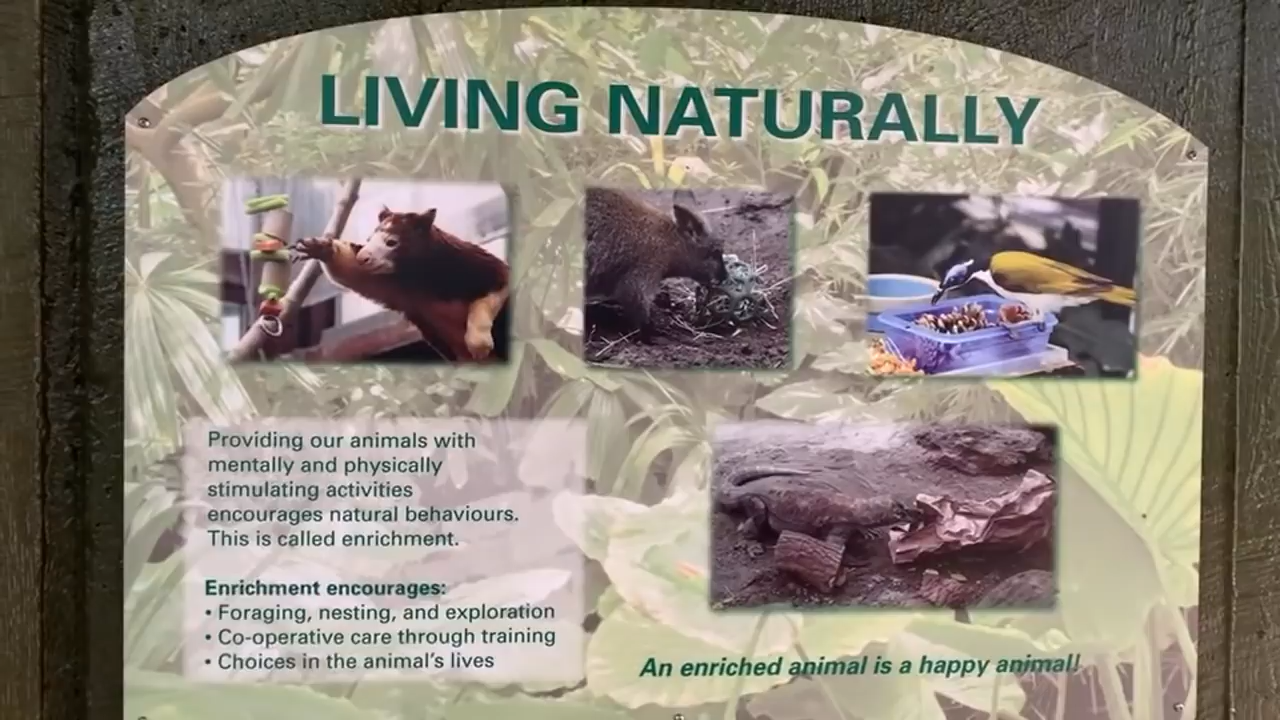 LIVING NATURALLY
Providing our animals with
mentally and physically
stimulating activities
encourages natural behaviours.
This is called enrichment.
Enrichment encourages:
• Foraging, nesting, and exploration
• Co-operative care through training
• Choices in the animal's lives
An enriched animal is a happy animal!